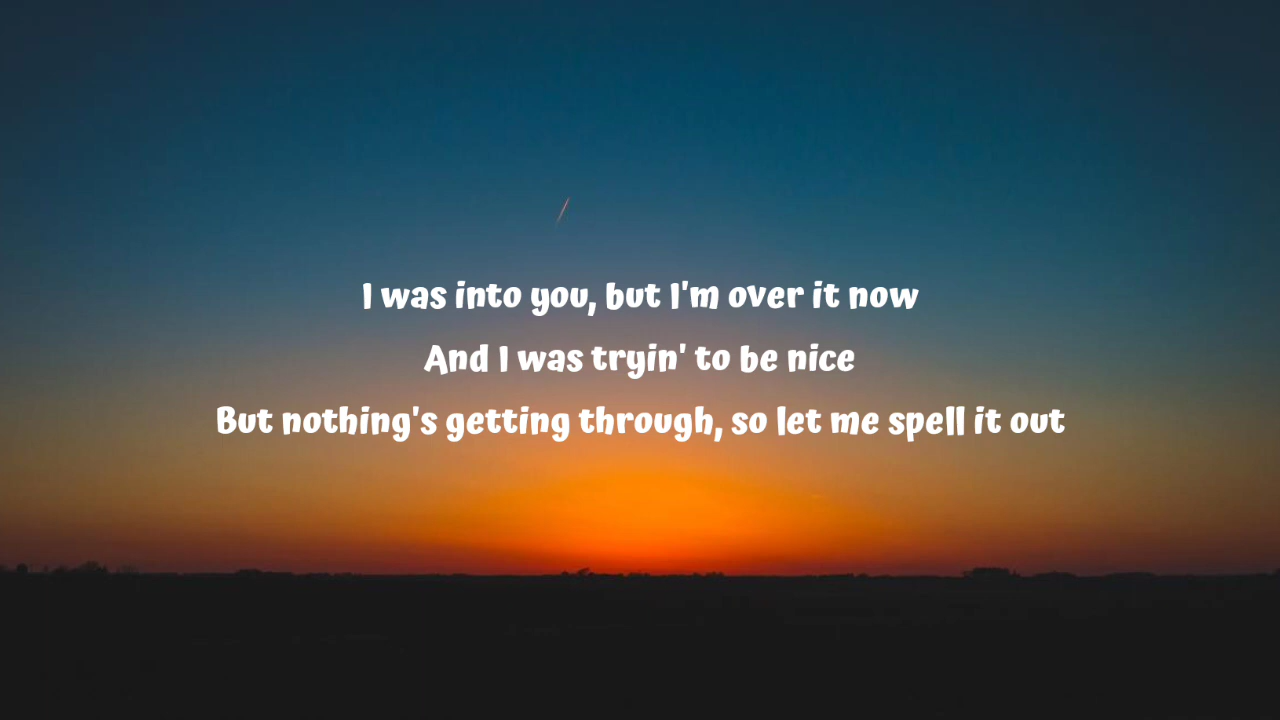 I was into you, but I'm over it now
And I was tryin' to be nice
But nothing's getting through, so let me spell it out